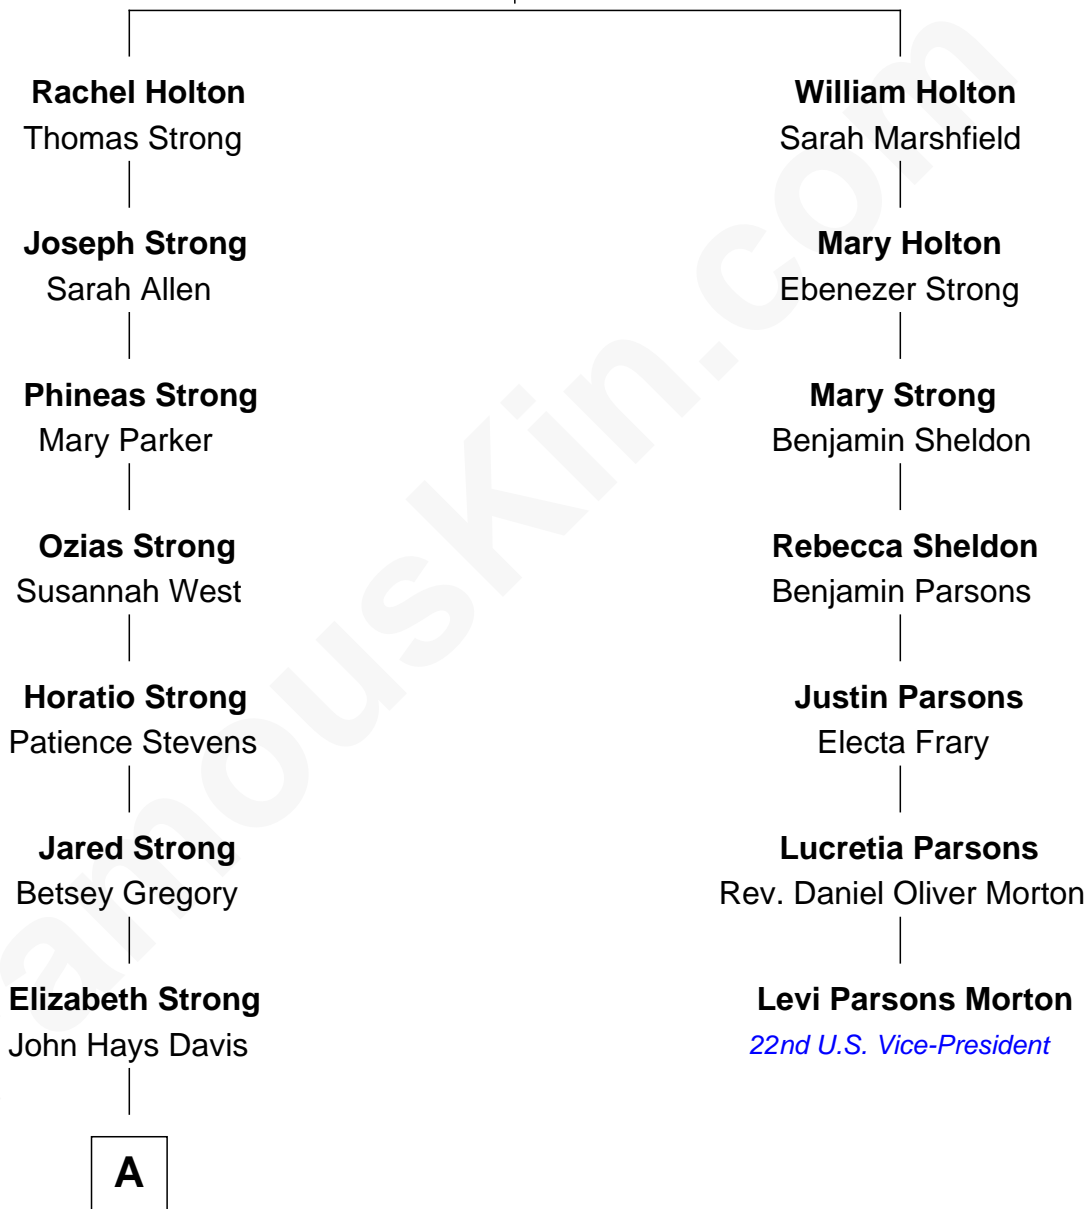 Rachel Holton
Thomas Strong
Joseph Strong
Sarah Allen
Phineas Strong
Mary Parker
Ozias Strong
Susannah West
Horatio Strong
Patience Stevens
Jared Strong
Betsey Gregory
Elizabeth Strong
John Hays Davis
A
William Holton
Sarah Marshfield
Mary Holton
Ebenezer Strong
Mary Strong
Benjamin Sheldon
Rebecca Sheldon
Benjamin Parsons
Justin Parsons
Electa Frary
Lucretia Parsons
Rev. Daniel Oliver Morton
Levi Parsons Morton
22nd U.S. Vice-President
amouskin.com